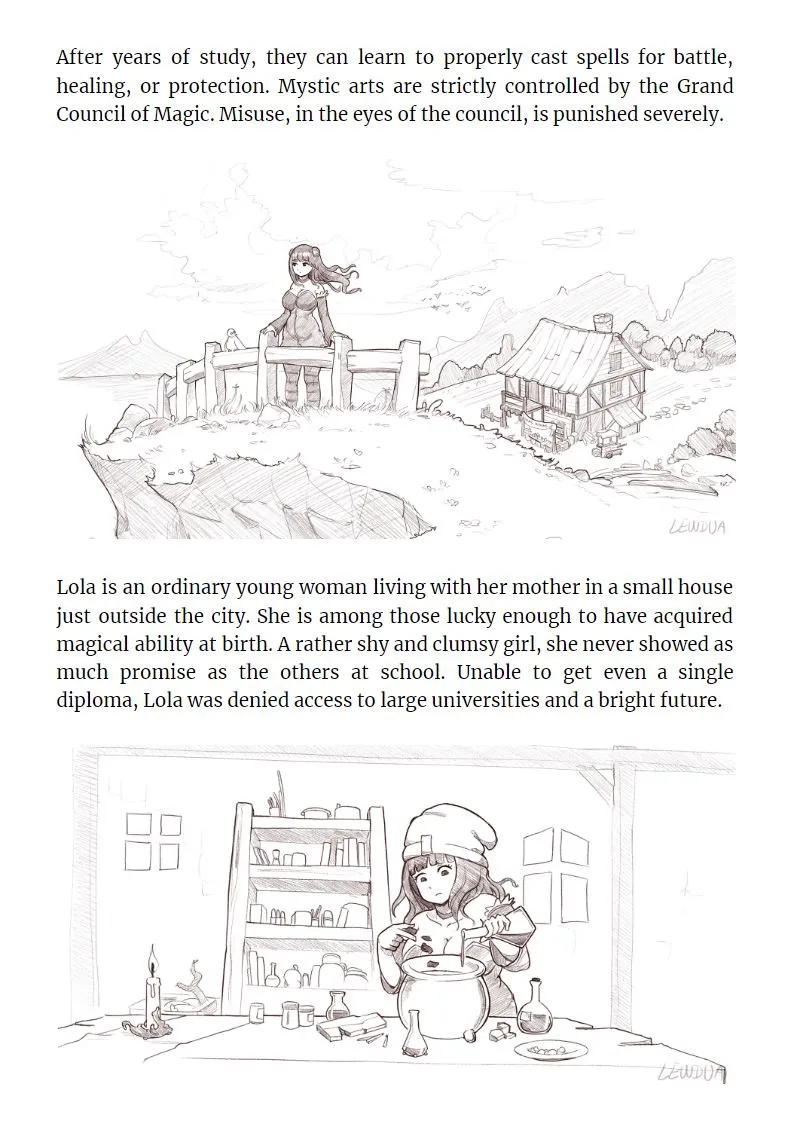 After years of study, they can learn to properly cast spells for battle,
healing, or protection. Mystic arts are strictly controlled by the Grand
Council of Magic. Misuse, in the eyes of the council, is punished severely.
LEWDUA
Lola is an ordinary young woman living with her mother in a small house
just outside the city. She is among those lucky enough to have acquired
magical ability at birth. A rather shy and clumsy girl, she never showed as
much promise as the others at school. Unable to get even a single
diploma, Lola was denied access to large universities and a bright future.
LEWDUA